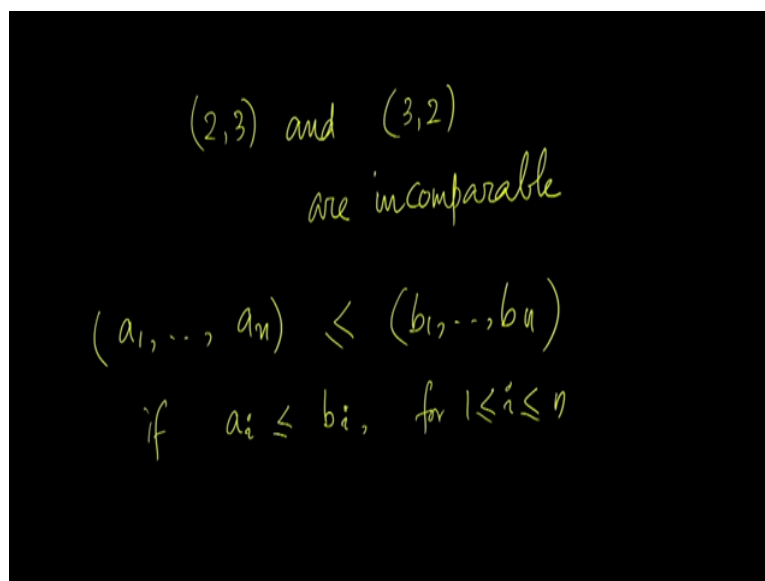 (2,3) and (3,2)
are incomparable
(a₁, .., aₙ) ≤ (b₁, .., bₙ)
if aᵢ ≤ bᵢ, for 1 ≤ i ≤ n